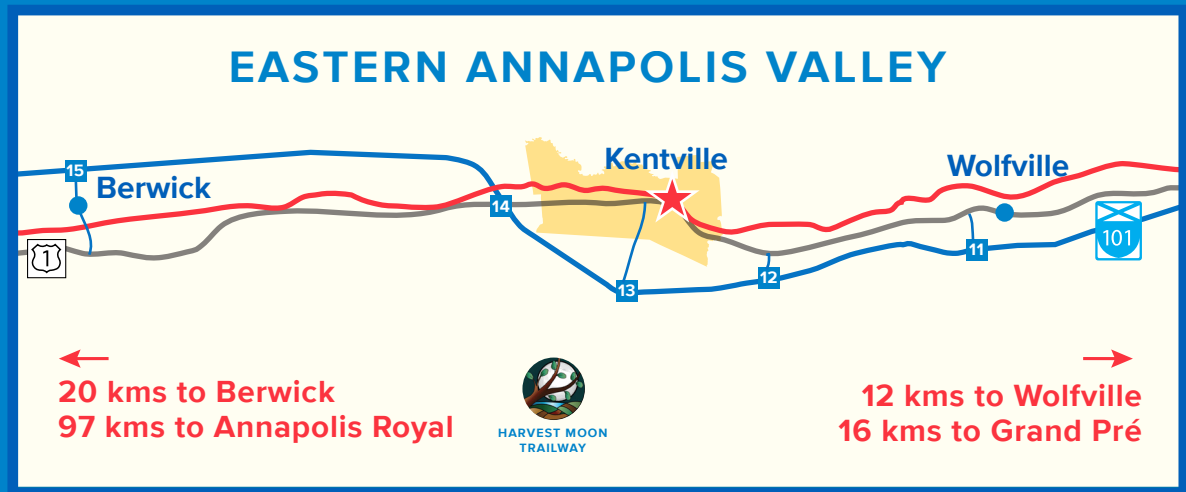 EASTERN ANNAPOLIS VALLEY
Kentville
Wolfville
15
Berwick
14
1
101
11
12
13
20 kms to Berwick
97 kms to Annapolis Royal
HARVEST MOON
TRAILWAY
12 kms to Wolfville
16 kms to Grand Pré